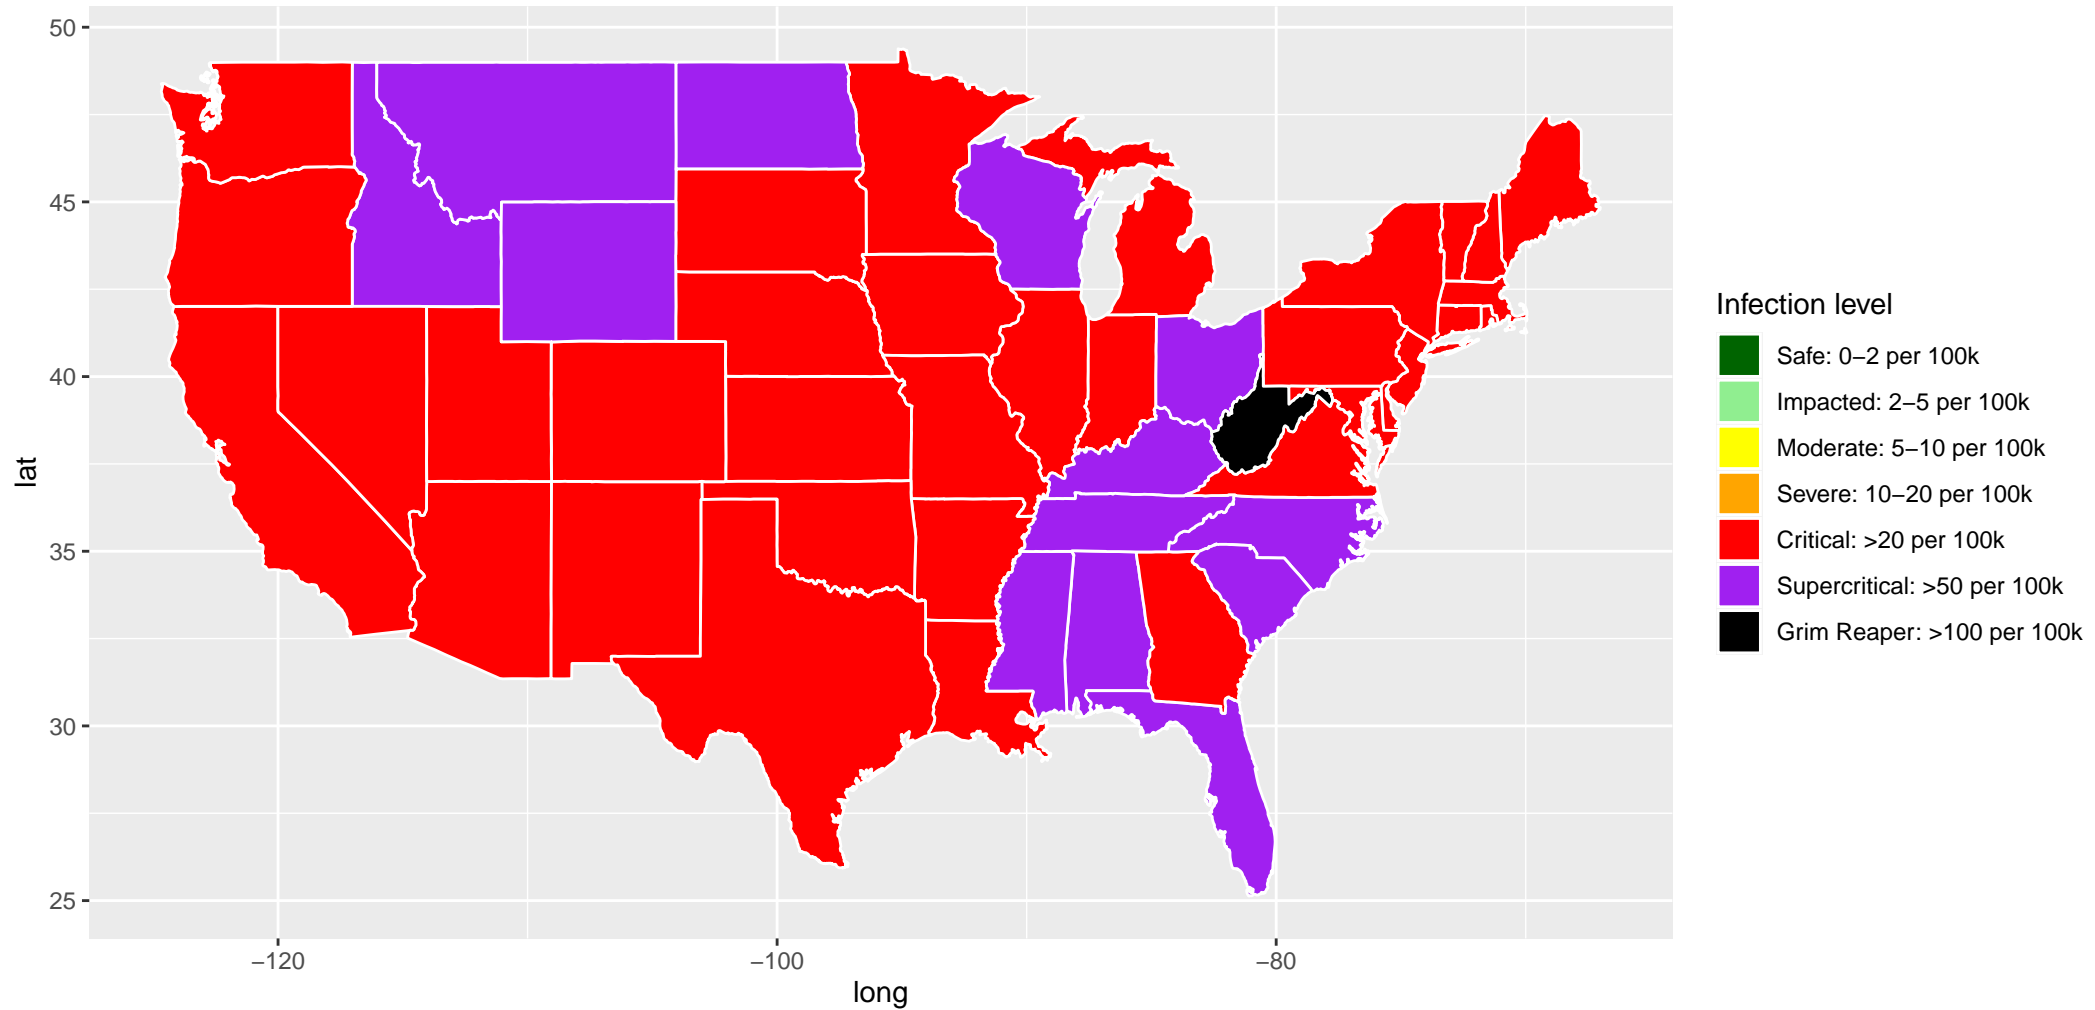 50
45
40
35
30
25
lat
−120
−100
−80
long
Infection level
Safe: 0−2 per 100k
Impacted: 2−5 per 100k
Moderate: 5−10 per 100k
Severe: 10−20 per 100k
Critical: >20 per 100k
Supercritical: >50 per 100k
Grim Reaper: >100 per 100k